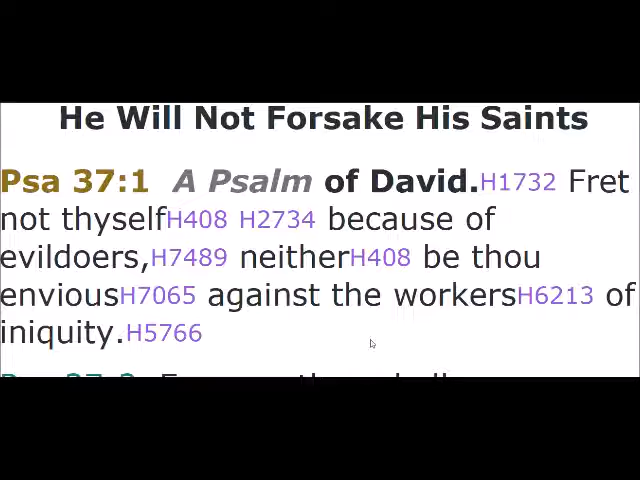 He Will Not Forsake His Saints
Psa 37:1 A Psalm of David.H1732 Fret
not thyselfH408 H2734 because of
evildoers,H7489 neitherH408 be thou
enviousH7065 against the workersH6213 of
iniquity.H5766